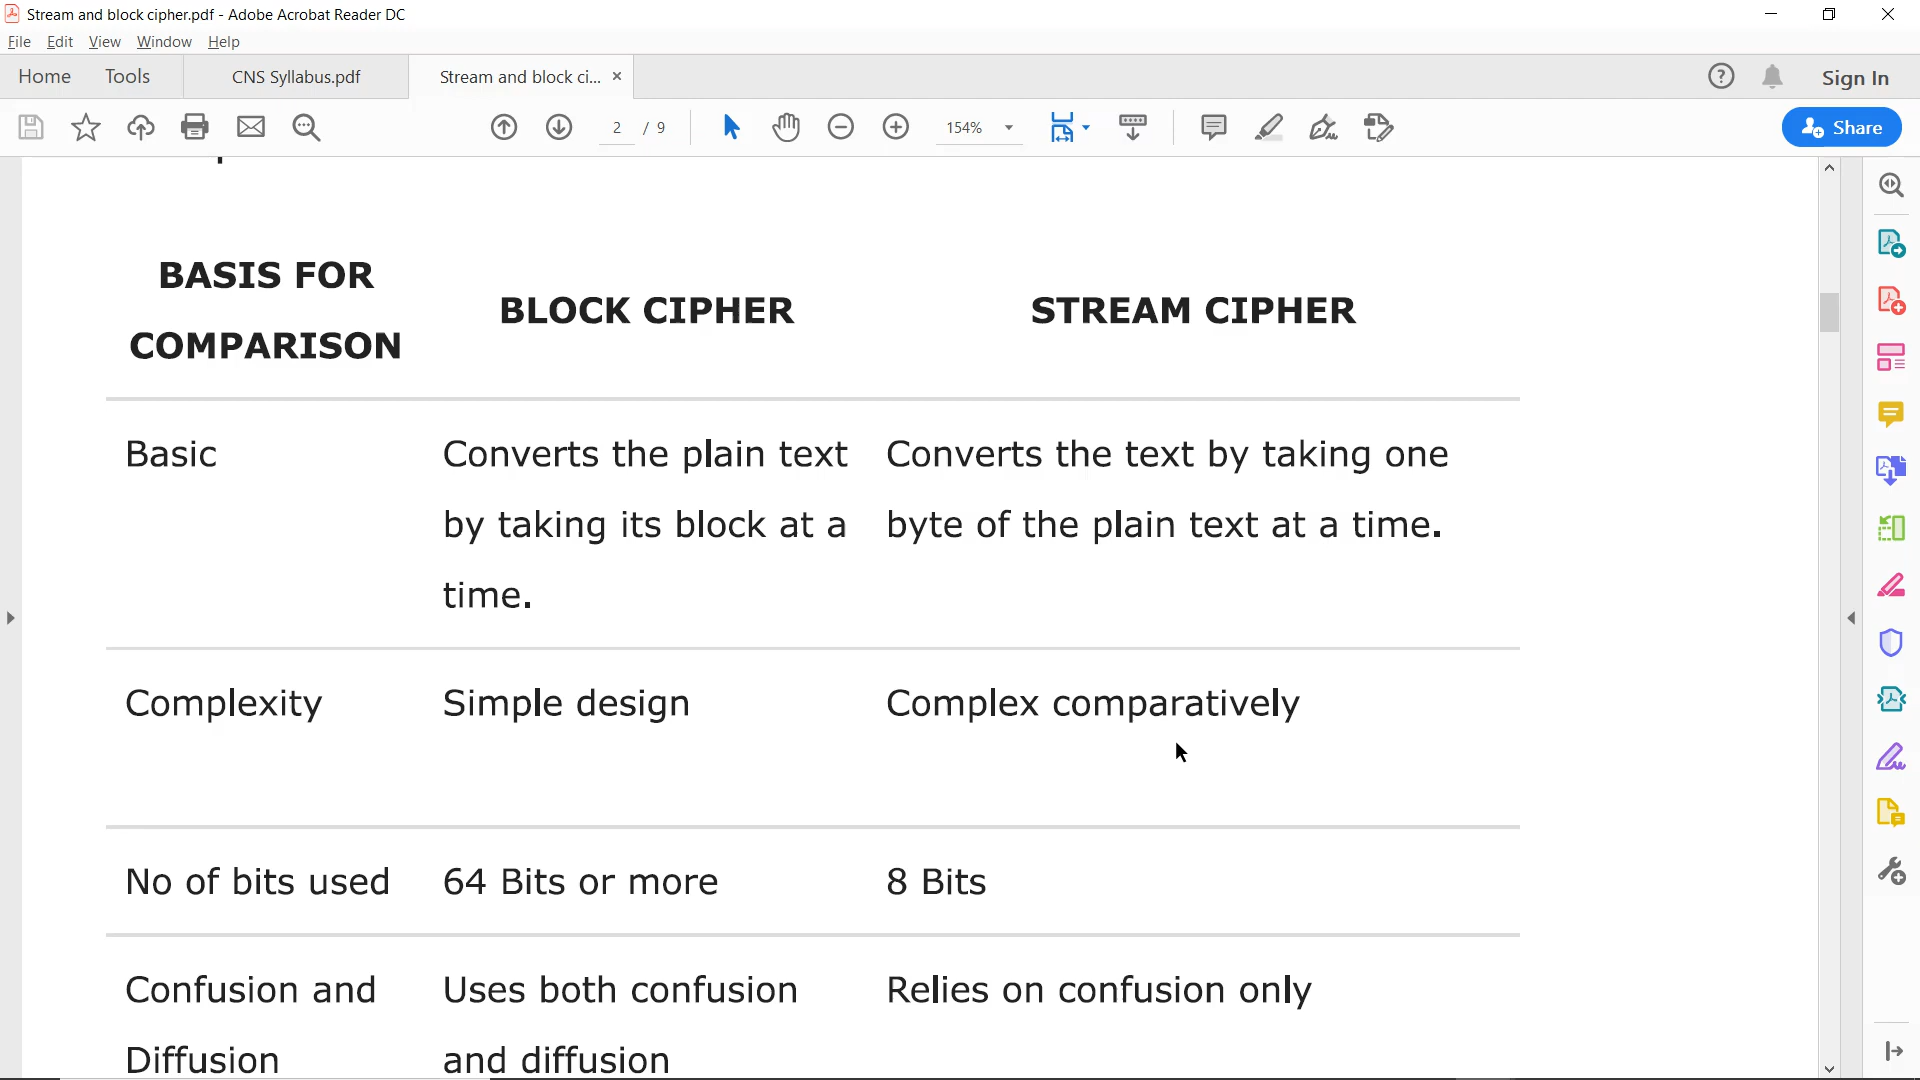 Stream and block cipher.pdf - Adobe Acrobat Reader DC
File Edit View Window Help
Home Tools CNS Syllabus.pdf Stream and block ci... × Sign In
2 / 9 154% Share
BASIS FOR
COMPARISON
BLOCK CIPHER
STREAM CIPHER
Basic Converts the plain text Converts the text by taking one
by taking its block at a byte of the plain text at a time.
time.
Complexity Simple design Complex comparatively
No of bits used 64 Bits or more 8 Bits
Confusion and Uses both confusion Relies on confusion only
Diffusion and diffusion